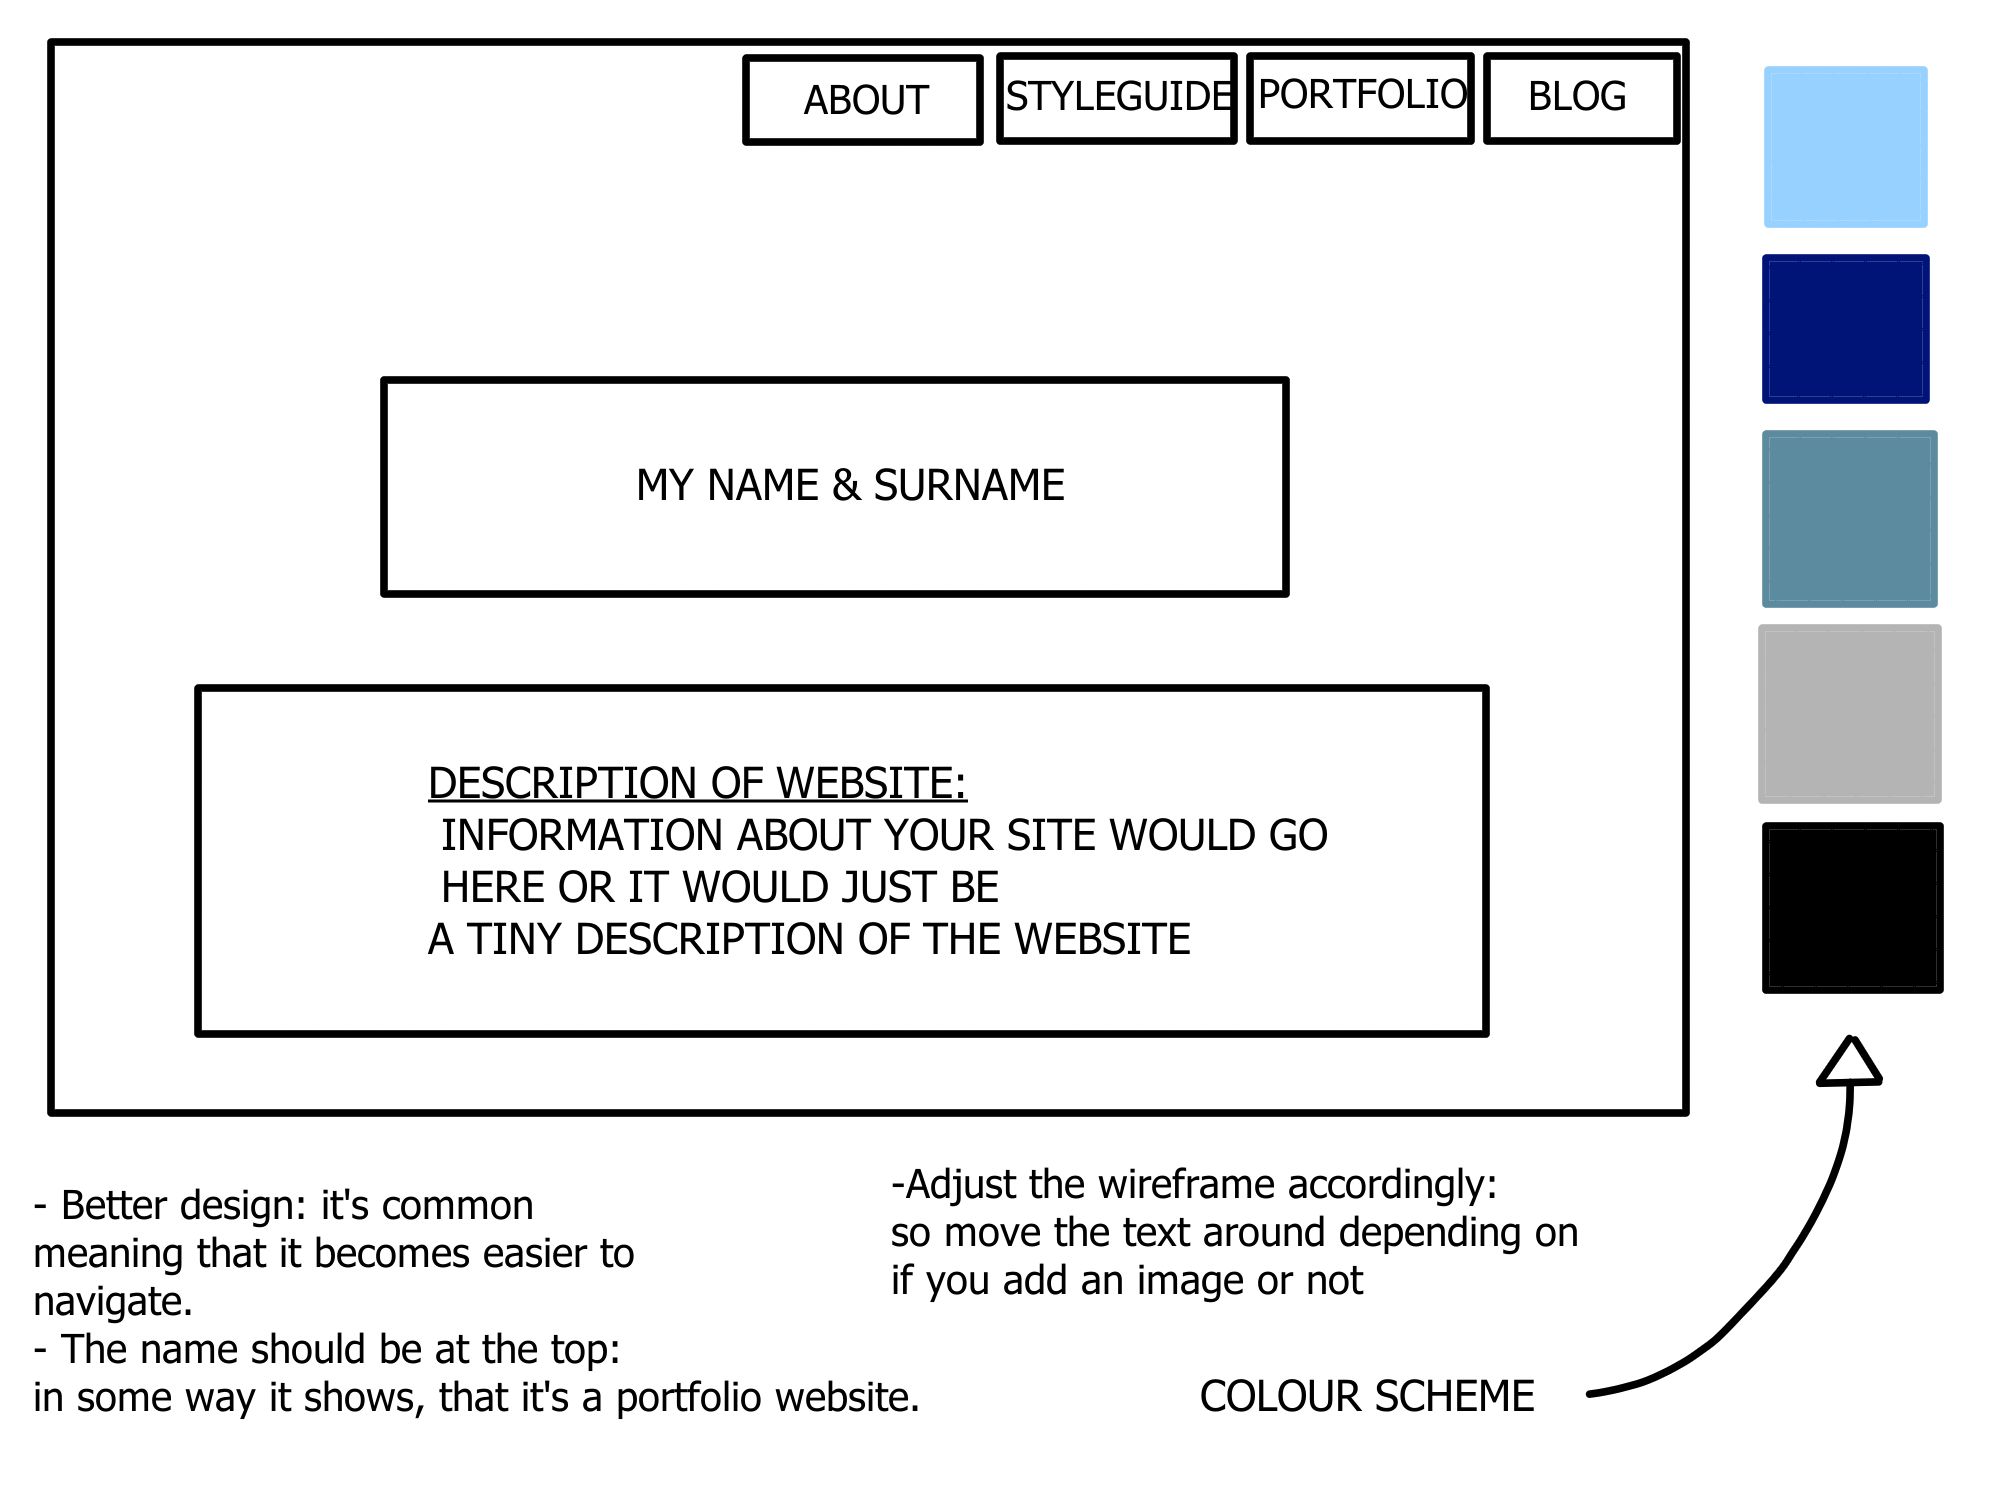 ABOUT
STYLEGUIDE
PORTFOLIO
BLOG
MY NAME & SURNAME
DESCRIPTION OF WEBSITE:
INFORMATION ABOUT YOUR SITE WOULD GO
HERE OR IT WOULD JUST BE
A TINY DESCRIPTION OF THE WEBSITE
- Better design: it's common
meaning that it becomes easier to
navigate.
- The name should be at the top:
in some way it shows, that it's a portfolio website.
-Adjust the wireframe accordingly:
so move the text around depending on
if you add an image or not
COLOUR SCHEME